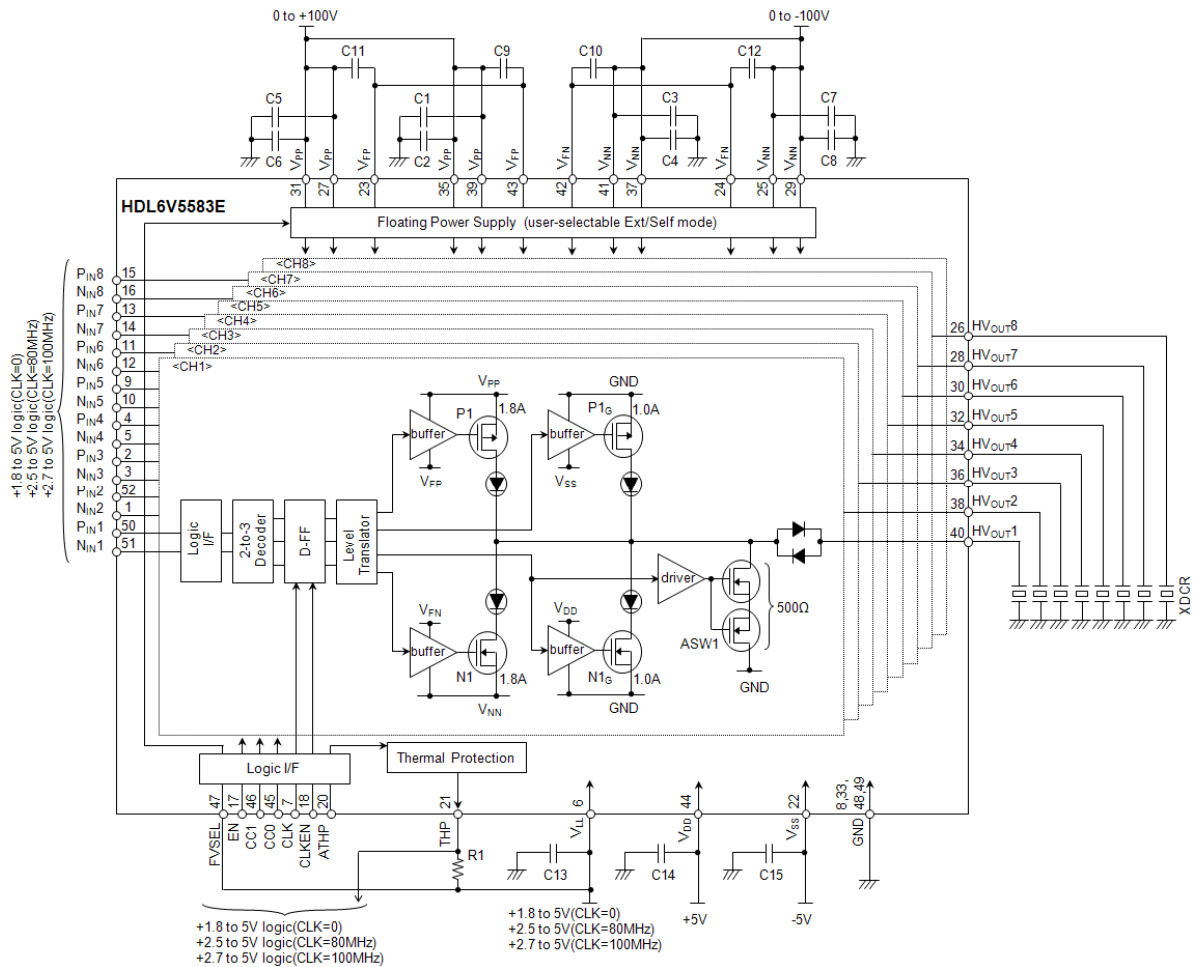 0 to +100V
0 to -100V
C11
C9
C10
C12
C5
C1
C3
C7
C6
C2
C4
C8
VPP
VPP
VFP
VPP
VPP
VFP
VFN
VNN
VNN
VFN
VNN
VNN
31
27
23
35
39
43
42
41
37
24
25
29
HDL6V5583E
Floating Power Supply (user-selectable Ext/Self mode)
+1.8 to 5V logic(CLK=0)
+2.5 to 5V logic(CLK=80MHz)
+2.7 to 5V logic(CLK=100MHz)
PIN8 15
NIN8 16
PIN7 13
NIN7 14
PIN6 11
NIN6 12
PIN5 9
NIN5 10
PIN4 4
NIN4 5
PIN3 2
NIN3 3
PIN2 52
NIN2 1
PIN1 50
NIN1 51
<CH8>
<CH7>
<CH6>
<CH5>
<CH4>
<CH3>
<CH2>
<CH1>
26 HVOUT8
28 HVOUT7
30 HVOUT6
32 HVOUT5
34 HVOUT4
36 HVOUT3
38 HVOUT2
40 HVOUT1
XDCR
VPP
GND
P1
1.8A
P1G
1.0A
buffer
buffer
VFP
VSS
Logic
I/F
2-to-3
Decoder
D-FF
Level
Translator
driver
500Ω
ASW1
GND
VFN
VDD
buffer
buffer
N1
1.8A
N1G
1.0A
VNN
GND
Logic I/F
Thermal Protection
47
17
46
45
7
18
20
21
6
44
22
8,33,
48,49
FVSEL
EN
CC1
CC0
CLK
CLKEN
ATHP
THP
VLL
VDD
VSS
GND
R1
C13
C14
C15
+1.8 to 5V logic(CLK=0)
+2.5 to 5V logic(CLK=80MHz)
+2.7 to 5V logic(CLK=100MHz)
+1.8 to 5V(CLK=0)
+2.5 to 5V(CLK=80MHz)
+2.7 to 5V(CLK=100MHz)
+5V
-5V